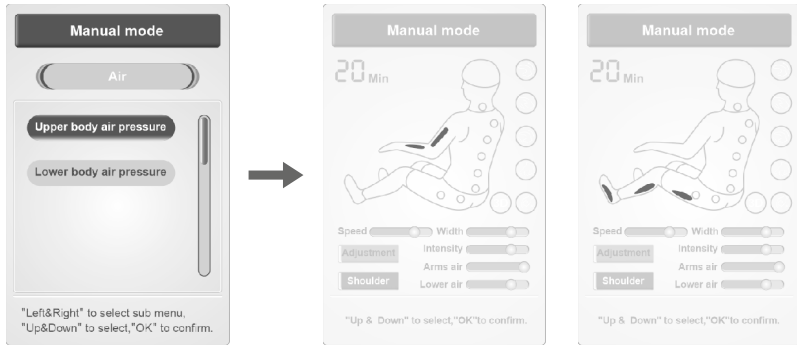 Manual mode
Air
Upper body air pressure
Lower body air pressure
"Left&Right" to select sub menu,
"Up&Down" to select,"OK" to confirm.
Manual mode
20 Min
Speed Width
Adjustment Intensity
Arms air
Shoulder Lower air
"Up & Down" to select,"OK"to confirm.
Manual mode
20 Min
Speed Width
Adjustment Intensity
Arms air
Shoulder Lower air
"Up & Down" to select,"OK"to confirm.